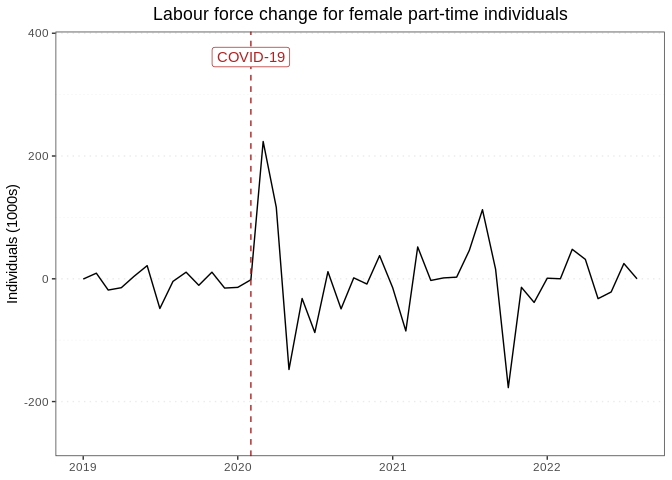 Labour force change for female part-time individuals
400
COVID-19
200
Individuals (1000s)
0
-200
2019 2020 2021 2022